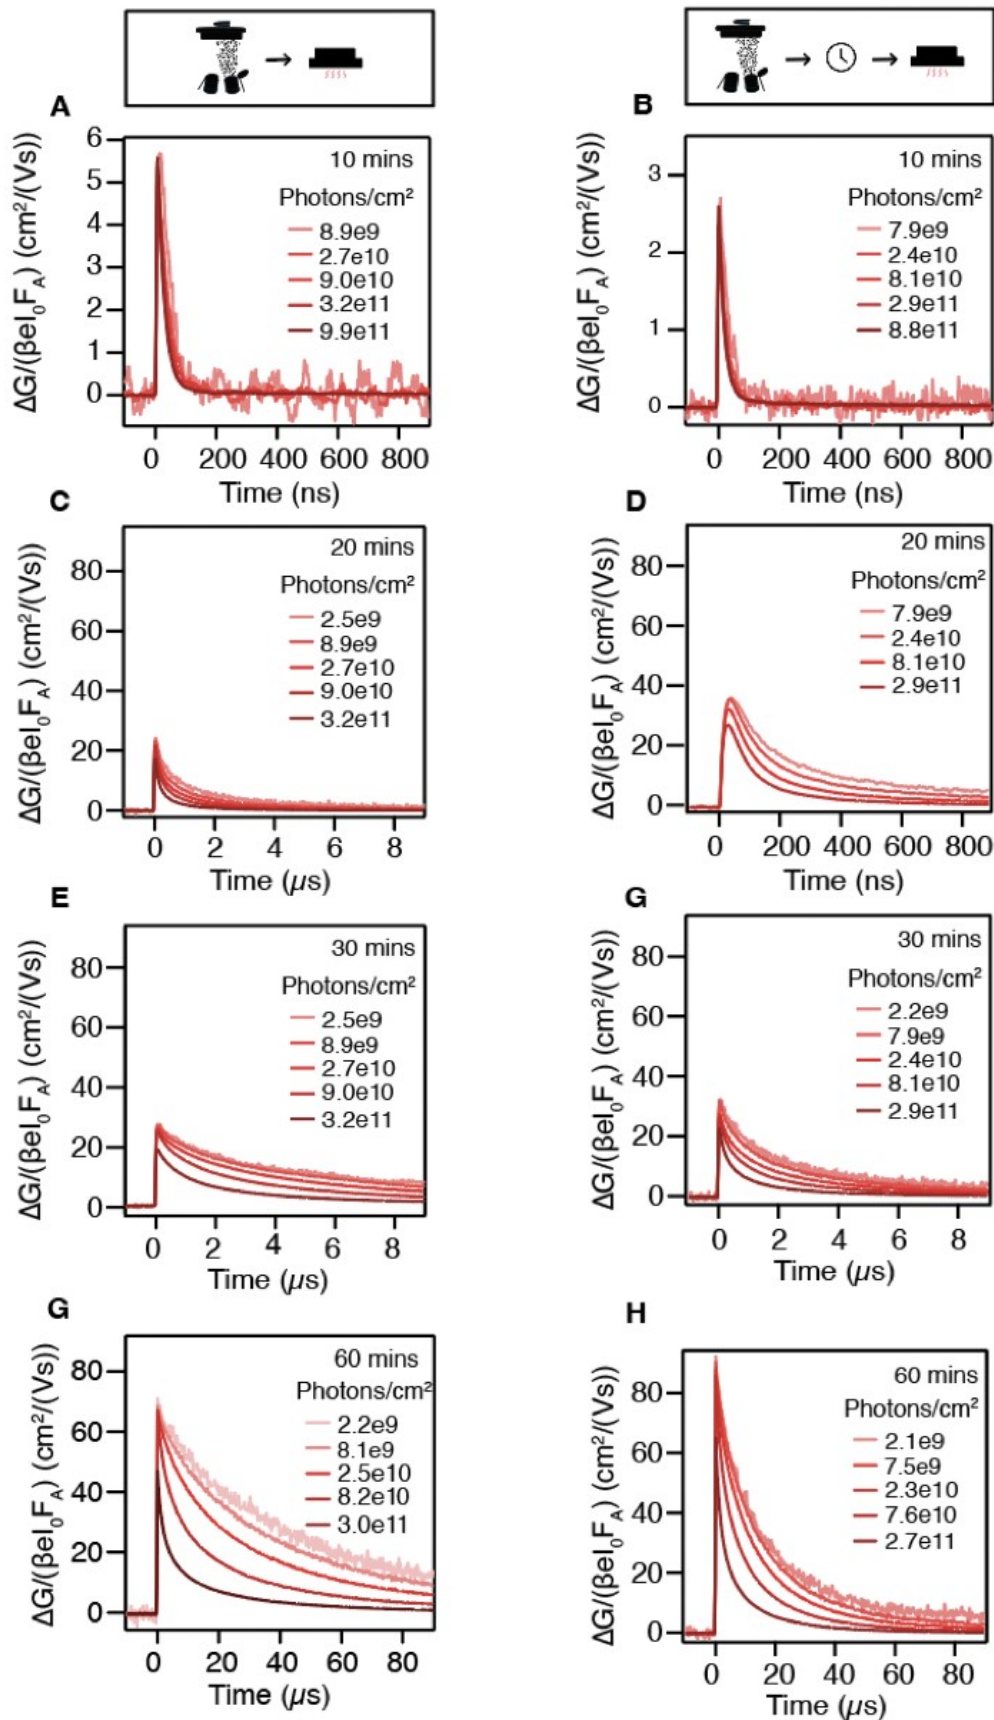 A
ΔG/(βeI₀F_A) (cm²/(Vs))
6
5
4
3
2
1
0
10 mins
Photons/cm²
8.9e9
2.7e10
9.0e10
3.2e11
9.9e11
0 200 400 600 800
Time (ns)
B
ΔG/(βeI₀F_A) (cm²/(Vs))
3
2
1
0
10 mins
Photons/cm²
7.9e9
2.4e10
8.1e10
2.9e11
8.8e11
0 200 400 600 800
Time (ns)
C
ΔG/(βeI₀F_A) (cm²/(Vs))
80
60
40
20
0
20 mins
Photons/cm²
2.5e9
8.9e9
2.7e10
9.0e10
3.2e11
0 2 4 6 8
Time (µs)
D
ΔG/(βeI₀F_A) (cm²/(Vs))
80
60
40
20
0
20 mins
Photons/cm²
7.9e9
2.4e10
8.1e10
2.9e11
0 200 400 600 800
Time (ns)
E
ΔG/(βeI₀F_A) (cm²/(Vs))
80
60
40
20
0
30 mins
Photons/cm²
2.5e9
8.9e9
2.7e10
9.0e10
3.2e11
0 2 4 6 8
Time (µs)
G
ΔG/(βeI₀F_A) (cm²/(Vs))
80
60
40
20
0
30 mins
Photons/cm²
2.2e9
7.9e9
2.4e10
8.1e10
2.9e11
0 2 4 6 8
Time (µs)
G
ΔG/(βeI₀F_A) (cm²/(Vs))
80
60
40
20
0
60 mins
Photons/cm²
2.2e9
8.1e9
2.5e10
8.2e10
3.0e11
0 20 40 60 80
Time (µs)
H
ΔG/(βeI₀F_A) (cm²/(Vs))
80
60
40
20
0
60 mins
Photons/cm²
2.1e9
7.5e9
2.3e10
7.6e10
2.7e11
0 20 40 60 80
Time (µs)